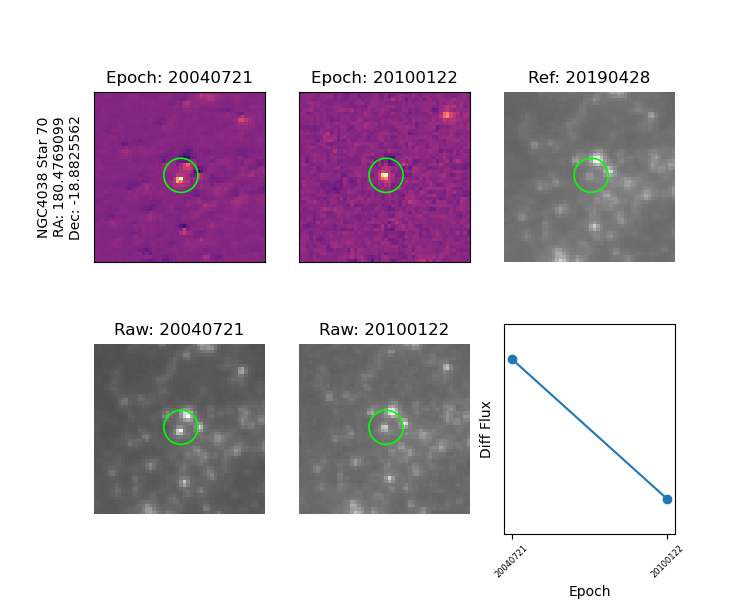 NGC4038 Star 70
RA: 180.4769099
Dec: -18.8825562
Epoch: 20040721
Epoch: 20100122
Ref: 20190428
Raw: 20040721
Raw: 20100122
Diff Flux
20040721
20100122
Epoch